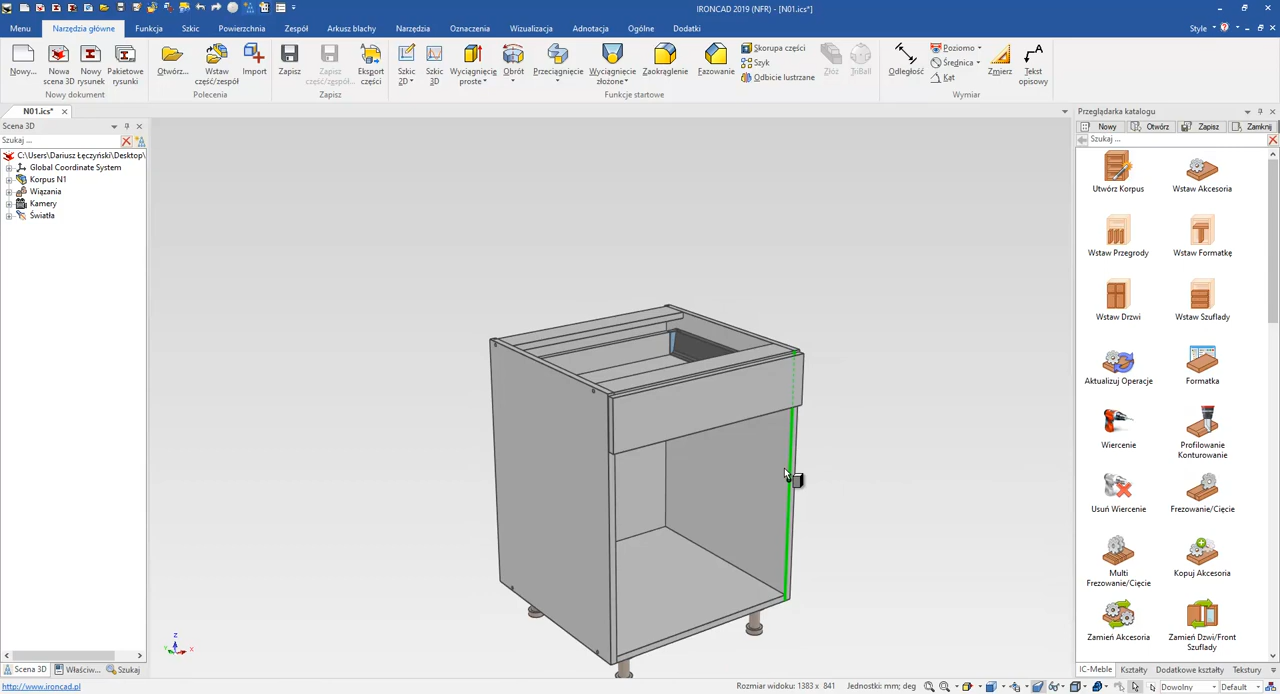 IRONCAD 2019 (NFR) - [N01.ics*]
Menu Narzędzia główne Funkcja Szkic Powierzchnia Arkusz blachy Narzędzia Zespół Oznaczenia Wizualizacja Adnotacja Ogólne Dodatki Style
Nowy... Nowa scena 3D Nowy rysunek Pakietowe rysunki
Nowy dokument
Otwórz... Wstaw część/zespół Import
Polecenia
Zapisz Zapisz część/zespół... Eksport części
Zapisz
Szkic 2D Szkic 3D Wyciągnięcie proste Obrót Przeciągnięcie Wyciągnięcie złożone Zaokrąglenie Fazowanie
Skorupa części
Szyk
Odbicie lustrzane
Złóż TriBall
Funkcje startowe
Odległość
Poziomo
Średnica
Kąt
Zmierz Tekst opisowy
Wymiar
N01.ics*
Scena 3D
Szukaj ...
C:\Users\Dariusz Łęczyński\Desktop\
Global Coordinate System
Korpus N1
Wiązania
Kamery
Światła
Z
Y X
Przeglądarka katalogu
Nowy Otwórz Zapisz Zamknij
Szukaj ...
Utwórz Korpus Wstaw Akcesoria
Wstaw Przegrody Wstaw Formatkę
Wstaw Drzwi Wstaw Szuflady
Aktualizuj Operacje Formatka
Wiercenie Profilowanie Konturowanie
Usuń Wiercenie Frezowanie/Cięcie
Multi Frezowanie/Cięcie Kopuj Akcesoria
Zamień Akcesoria Zamień Dzwi/Front Szuflady
IC-Meble Kształty Dodatkowe kształty Tekstury
Scena 3D Właściw... Szukaj
http://www.ironcad.pl
Rozmiar widoku: 1383 x 841 Jednostki: mm; deg Dowolny Default